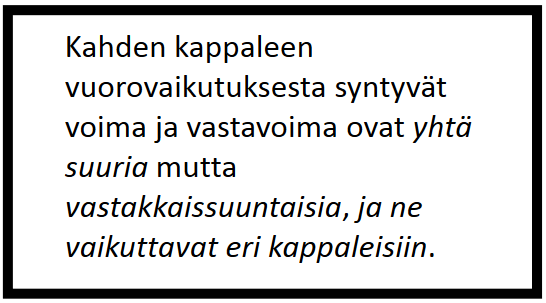 Kahden kappaleen
vuorovaikutuksesta syntyvät
voima ja vastavoima ovat yhtä
suuria mutta
vastakkaissuuntaisia, ja ne
vaikuttavat eri kappaleisiin.